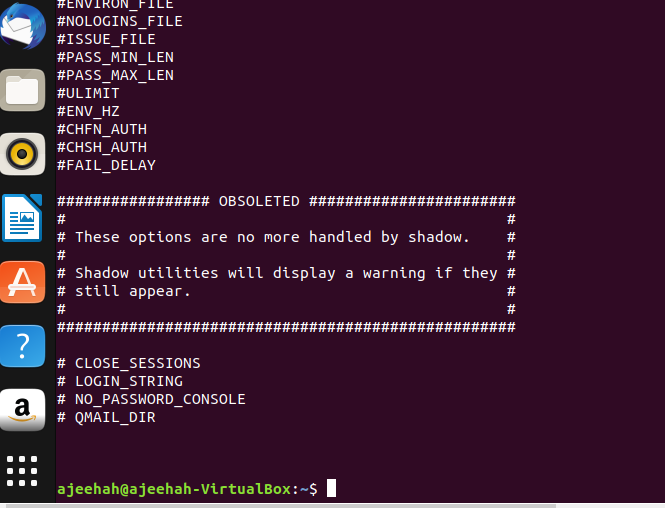 #ENVIRON_FILE
#NOLOGINS_FILE
#ISSUE_FILE
#PASS_MIN_LEN
#PASS_MAX_LEN
#ULIMIT
#ENV_HZ
#CHFN_AUTH
#CHSH_AUTH
#FAIL_DELAY
################# OBSOLETED #######################
# #
# These options are no more handled by shadow. #
# #
# Shadow utilities will display a warning if they #
# still appear. #
# #
###################################################
# CLOSE_SESSIONS
# LOGIN_STRING
# NO_PASSWORD_CONSOLE
# QMAIL_DIR
ajeehah@ajeehah-VirtualBox:~$